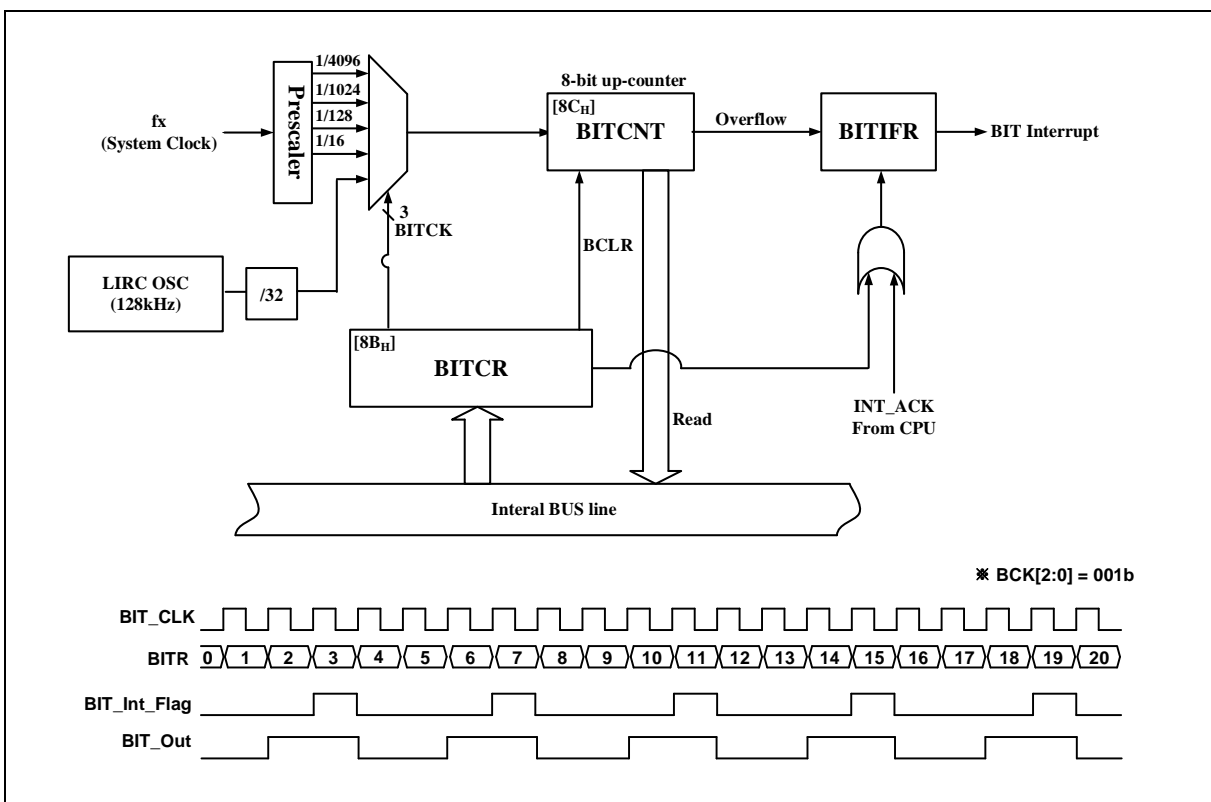 1/4096
1/1024
1/128
1/16
Prescaler
fx
(System Clock)
8-bit up-counter
[8CH]
BITCNT
Overflow
BITIFR
BIT Interrupt
3
BITCK
BCLR
LIRC OSC
(128kHz)
/32
[8BH]
BITCR
Read
INT_ACK
From CPU
Interal BUS line
※ BCK[2:0] = 001b
BIT_CLK
BITR 0 1 2 3 4 5 6 7 8 9 10 11 12 13 14 15 16 17 18 19 20
BIT_Int_Flag
BIT_Out